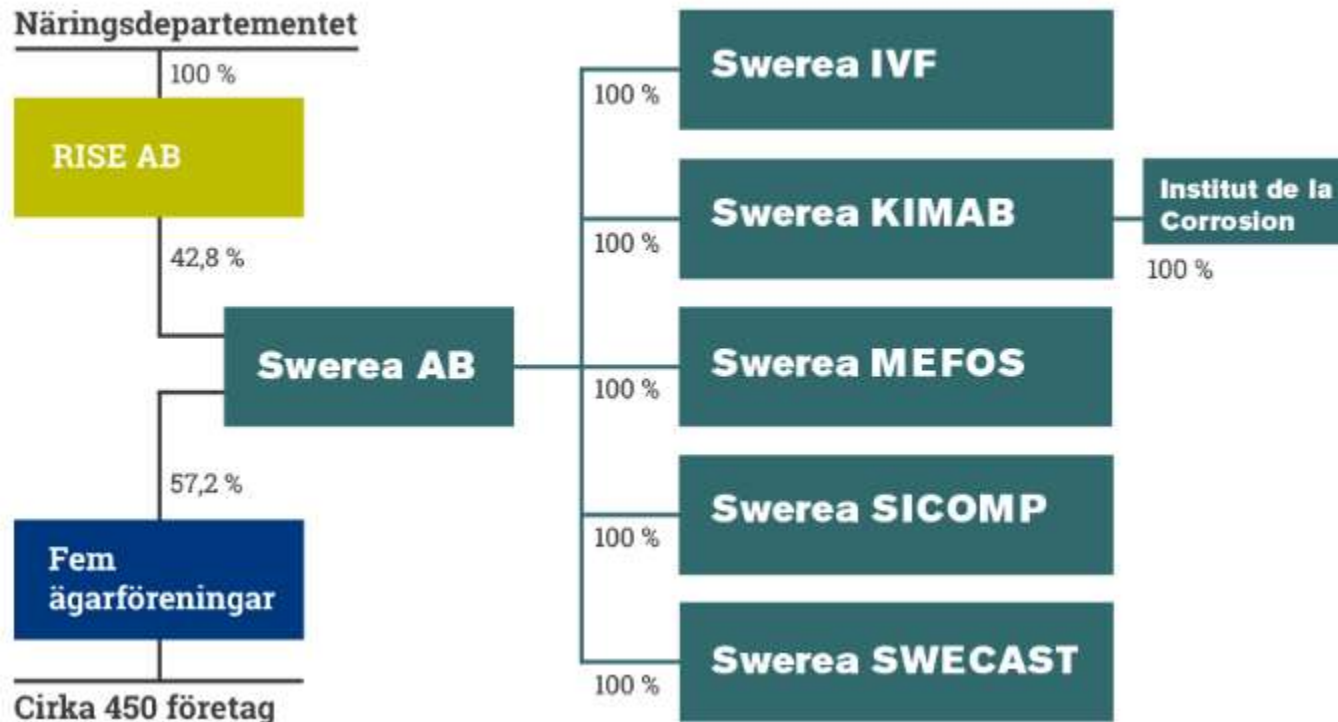 Näringsdepartementet
100 %
RISE AB
42,8 %
Swerea AB
57,2 %
Fem
ägarföreningar
Cirka 450 företag
Swerea IVF
100 %
Swerea KIMAB
100 %
Institut de la
Corrosion
100 %
Swerea MEFOS
100 %
Swerea SICOMP
100 %
Swerea SWECAST
100 %